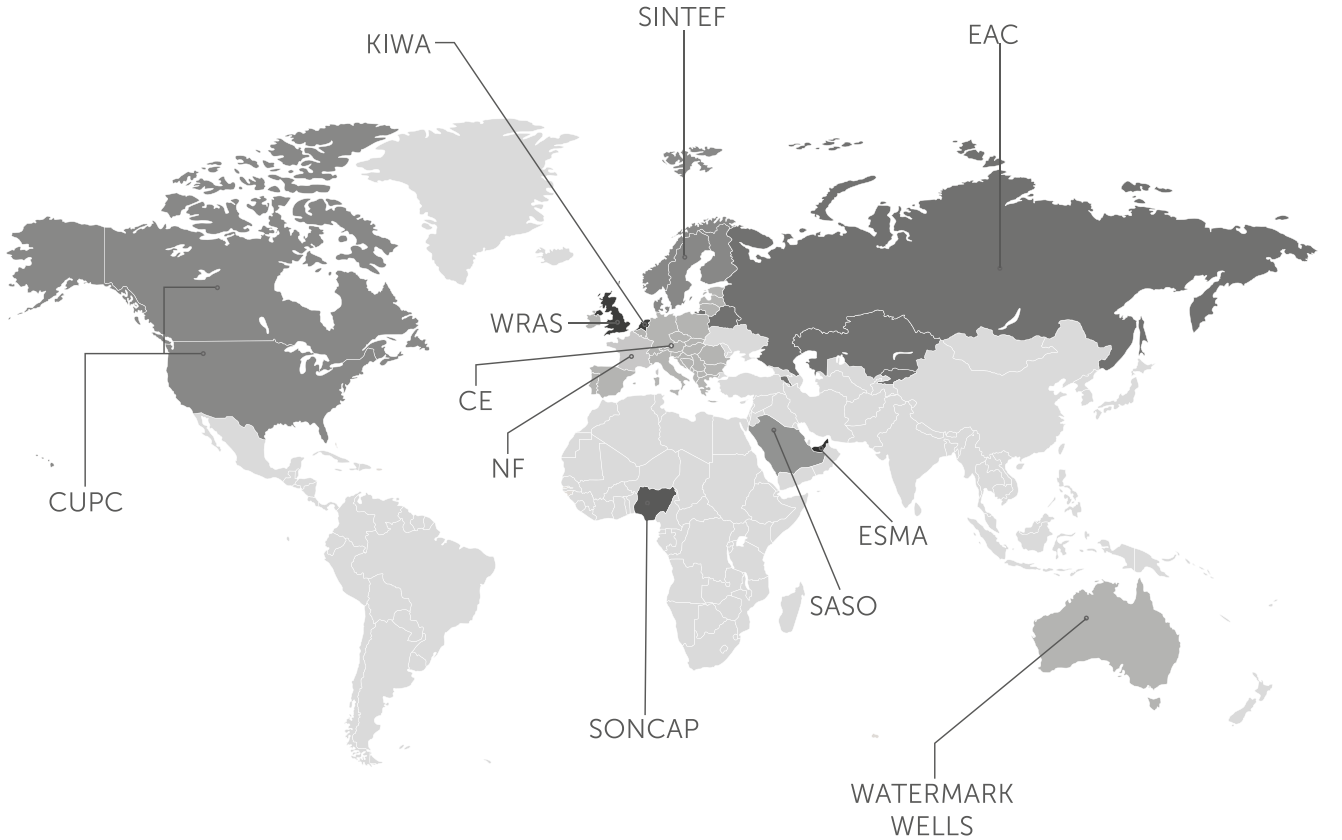 SINTEF
KIWA
EAC
WRAS
CE
NF
CUPC
ESMA
SASO
SONCAP
WATERMARK
WELLS